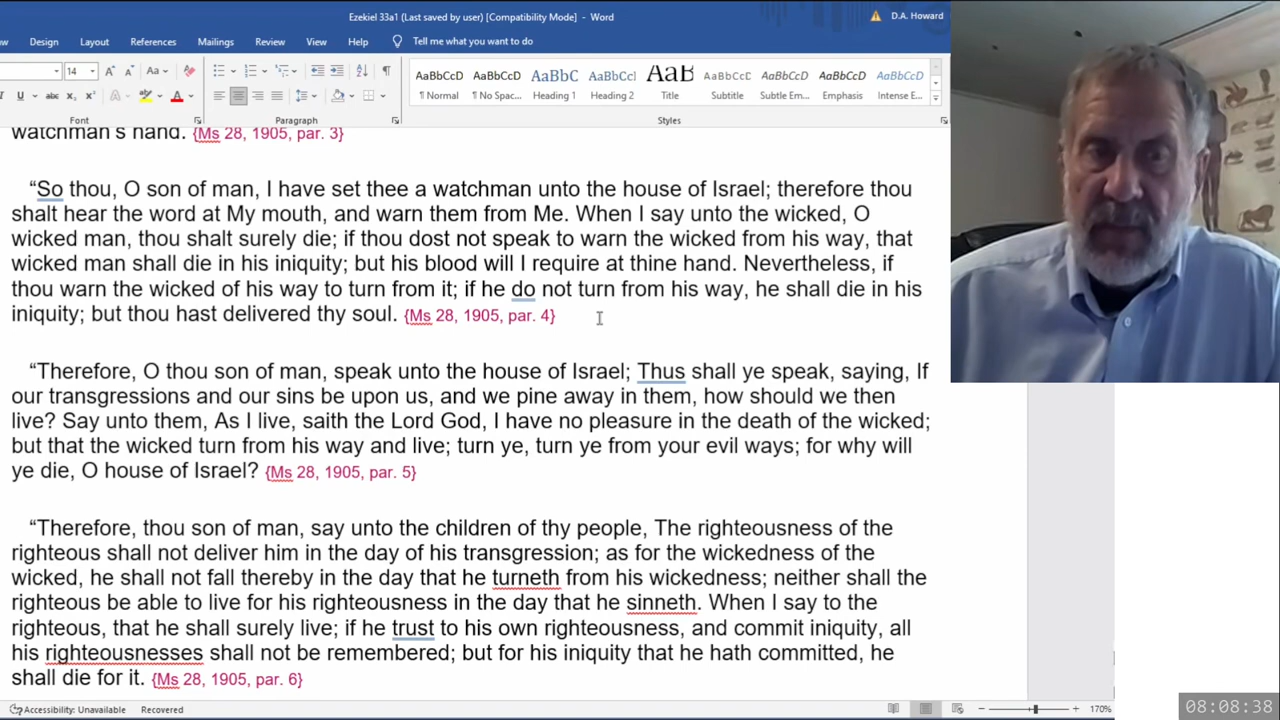 Ezekiel 33a1 (Last saved by user) [Compatibility Mode] - Word
D.A. Howard
Design Layout References Mailings Review View Help Tell me what you want to do
14
Aa
AaBbCcD AaBbCcD AaBbC AaBbCcI AaB AaBbCcD AaBbCcD AaBbCcD AaBbCcD
¶ Normal ¶ No Spac... Heading 1 Heading 2 Title Subtitle Subtle Em... Emphasis Intense E...
Font Paragraph Styles
watchman's hand. {Ms 28, 1905, par. 3}
“So thou, O son of man, I have set thee a watchman unto the house of Israel; therefore thou
shalt hear the word at My mouth, and warn them from Me. When I say unto the wicked, O
wicked man, thou shalt surely die; if thou dost not speak to warn the wicked from his way, that
wicked man shall die in his iniquity; but his blood will I require at thine hand. Nevertheless, if
thou warn the wicked of his way to turn from it; if he do not turn from his way, he shall die in his
iniquity; but thou hast delivered thy soul. {Ms 28, 1905, par. 4}
“Therefore, O thou son of man, speak unto the house of Israel; Thus shall ye speak, saying, If
our transgressions and our sins be upon us, and we pine away in them, how should we then
live? Say unto them, As I live, saith the Lord God, I have no pleasure in the death of the wicked;
but that the wicked turn from his way and live; turn ye, turn ye from your evil ways; for why will
ye die, O house of Israel? {Ms 28, 1905, par. 5}
“Therefore, thou son of man, say unto the children of thy people, The righteousness of the
righteous shall not deliver him in the day of his transgression; as for the wickedness of the
wicked, he shall not fall thereby in the day that he turneth from his wickedness; neither shall the
righteous be able to live for his righteousness in the day that he sinneth. When I say to the
righteous, that he shall surely live; if he trust to his own righteousness, and commit iniquity, all
his righteousnesses shall not be remembered; but for his iniquity that he hath committed, he
shall die for it. {Ms 28, 1905, par. 6}
Accessibility: Unavailable Recovered
170%
08:08:38